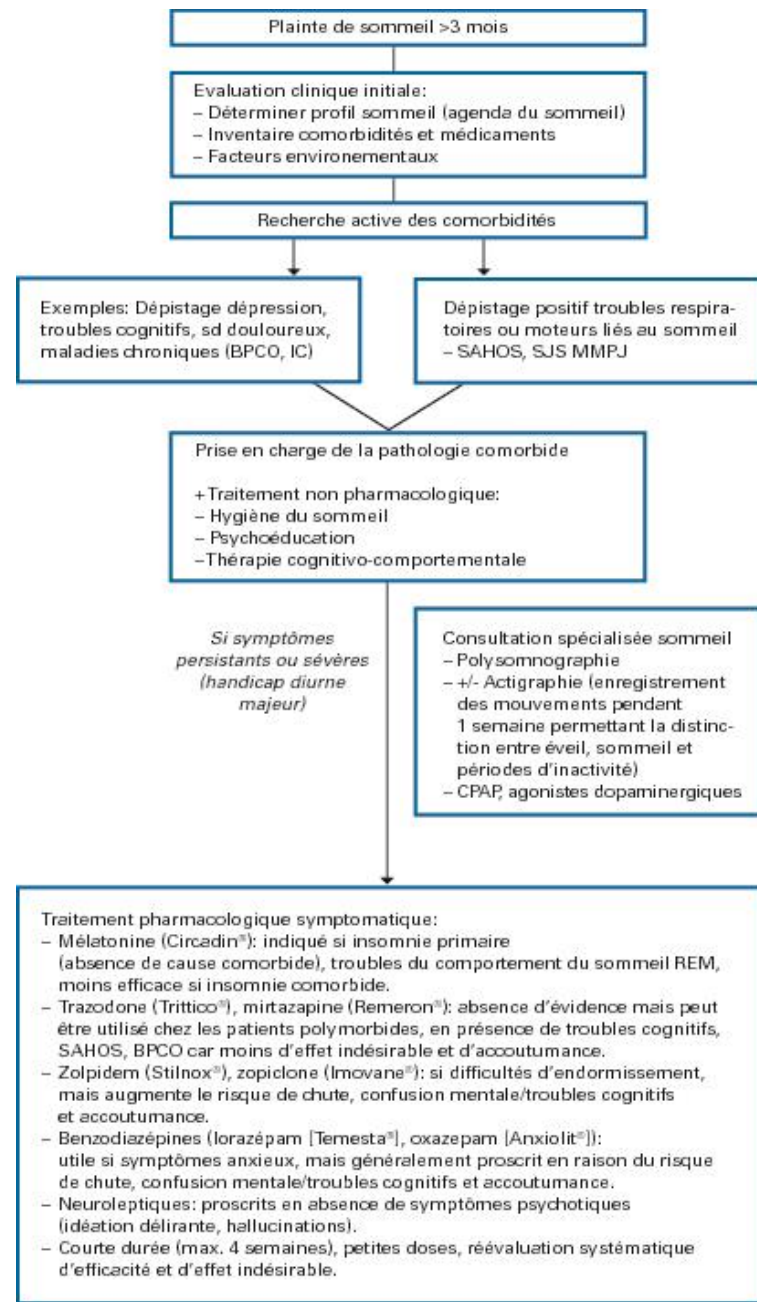 Plainte de sommeil >3 mois
Evaluation clinique initiale:
– Déterminer profil sommeil (agenda du sommeil)
– Inventaire comorbidités et médicaments
– Facteurs environementaux
Recherche active des comorbidités
Exemples: Dépistage dépression,
troubles cognitifs, sd douloureux,
maladies chroniques (BPCO, IC)
Dépistage positif troubles respira-
toires ou moteurs liés au sommeil
– SAHOS, SJS MMPJ
Prise en charge de la pathologie comorbide
+Traitement non pharmacologique:
– Hygiène du sommeil
– Psychoéducation
–Thérapie cognitivo-comportementale
Si symptômes
persistants ou sévères
(handicap diurne
majeur)
Consultation spécialisée sommeil
– Polysomnographie
– +/- Actigraphie (enregistrement
des mouvements pendant
1 semaine permettant la distinc-
tion entre éveil, sommeil et
périodes d'inactivité)
– CPAP, agonistes dopaminergiques
Traitement pharmacologique symptomatique:
– Mélatonine (Circadin®): indiqué si insomnie primaire
(absence de cause comorbide), troubles du comportement du sommeil REM,
moins efficace si insomnie comorbide.
– Trazodone (Trittico®), mirtazapine (Remeron®): absence d'évidence mais peut
être utilisé chez les patients polymorbides, en présence de troubles cognitifs,
SAHOS, BPCO car moins d'effet indésirable et d'accoutumance.
– Zolpidem (Stilnox®), zopiclone (Imovane®): si difficultés d'endormissement,
mais augmente le risque de chute, confusion mentale/troubles cognitifs
et accoutumance.
– Benzodiazépines (lorazépam [Temesta®], oxazepam [Anxiolit®]):
utile si symptômes anxieux, mais généralement proscrit en raison du risque
de chute, confusion mentale/troubles cognitifs et accoutumance.
– Neuroleptiques: proscrits en absence de symptômes psychotiques
(idéation délirante, hallucinations).
– Courte durée (max. 4 semaines), petites doses, réévaluation systématique
d'efficacité et d'effet indésirable.